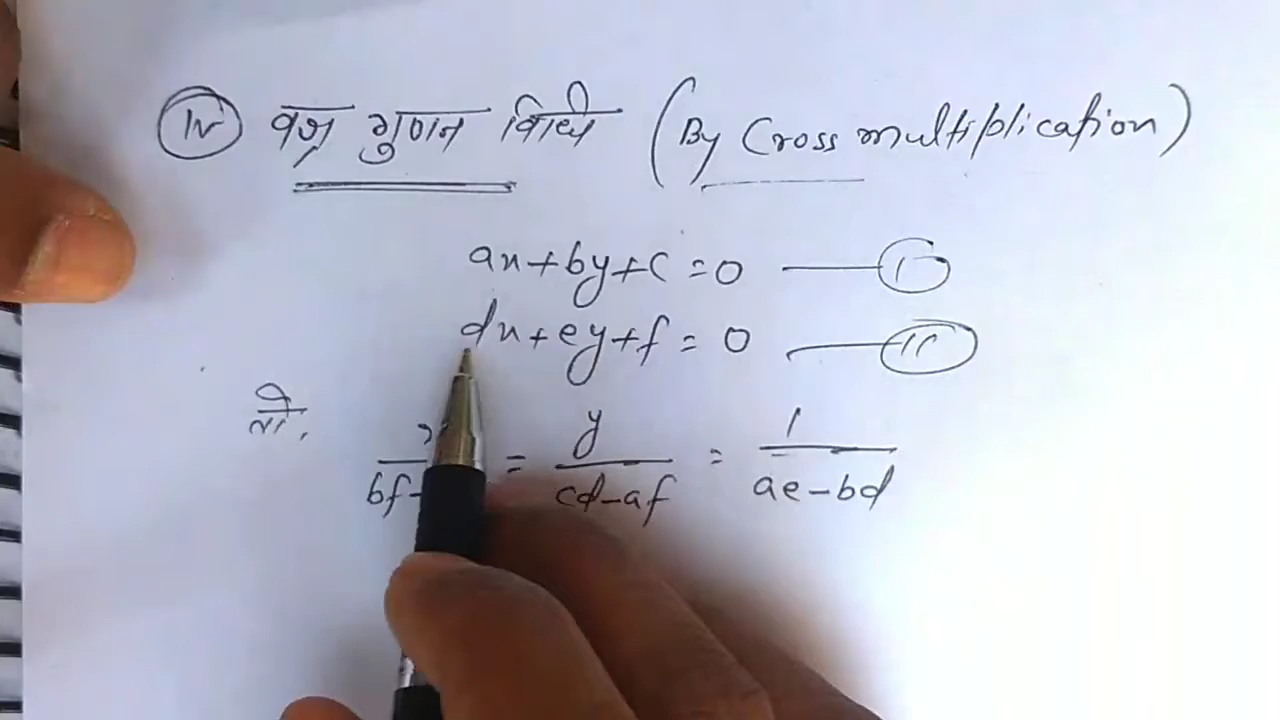 (iv) वज्र गुणन विधि (By Cross multiplication)
ax+by+c=0 — (i)
dx+ey+f=0 — (ii)
तो,
= y/(cd-af) = 1/(ae-bd)